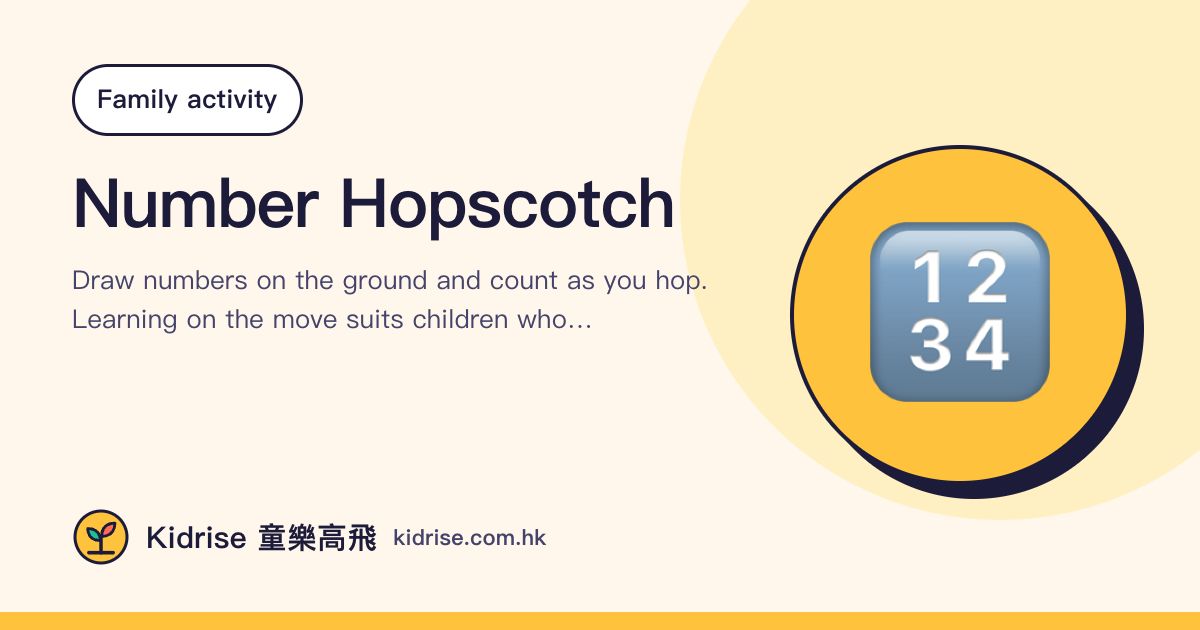 Family activity
Number Hopscotch
Draw numbers on the ground and count as you hop.
Learning on the move suits children who…
1 2
3 4
Kidrise 童樂高飛 kidrise.com.hk